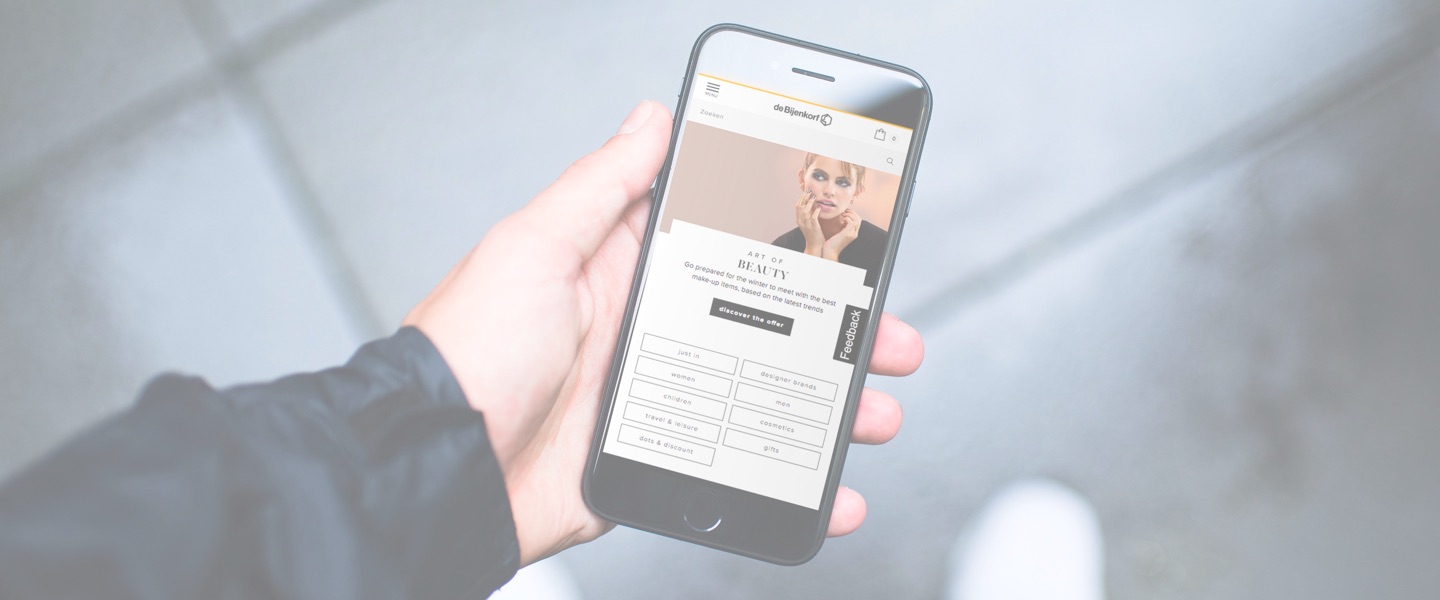 MENU
de Bijenkorf
0
Zoeken
ART OF
BEAUTY
Go prepared for the winter to meet with the best
make-up items, based on the latest trends
discover the offer
Feedback
just in
designer brands
women
men
children
cosmetics
travel & leisure
gifts
dots & discount